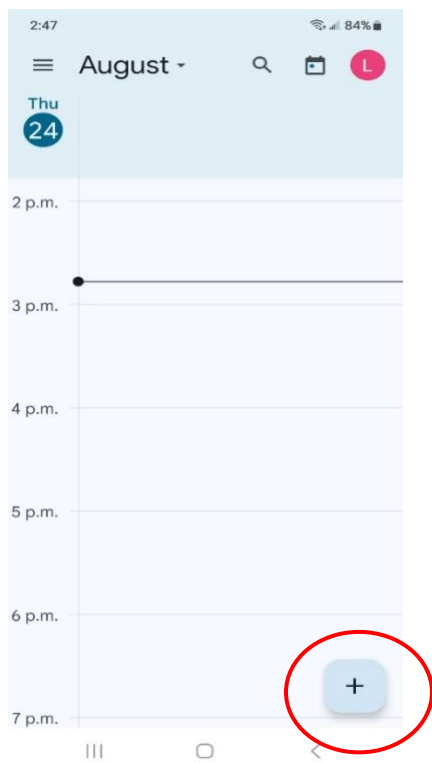 2:47 84%
August L
Thu
24
2 p.m.
3 p.m.
4 p.m.
5 p.m.
6 p.m.
+
7 p.m.